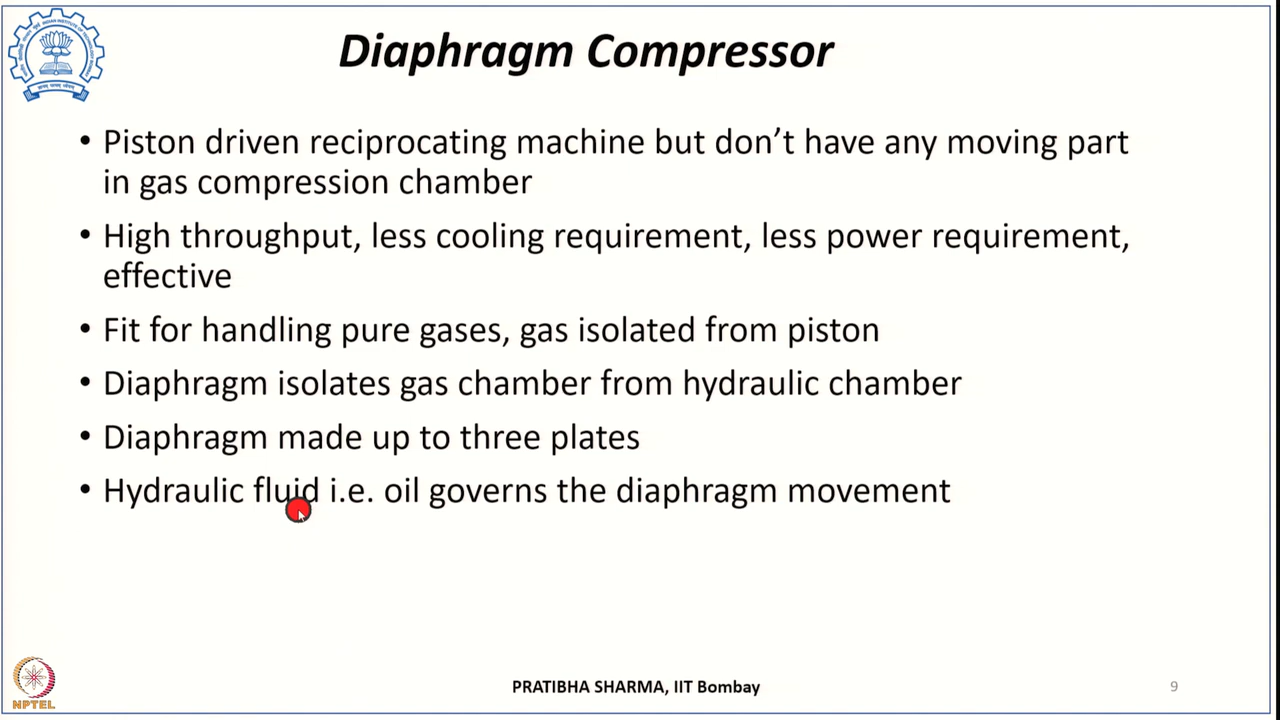 Diaphragm Compressor
• Piston driven reciprocating machine but don't have any moving part
in gas compression chamber
• High throughput, less cooling requirement, less power requirement,
effective
• Fit for handling pure gases, gas isolated from piston
• Diaphragm isolates gas chamber from hydraulic chamber
• Diaphragm made up to three plates
• Hydraulic fluid i.e. oil governs the diaphragm movement
NPTEL
PRATIBHA SHARMA, IIT Bombay
9